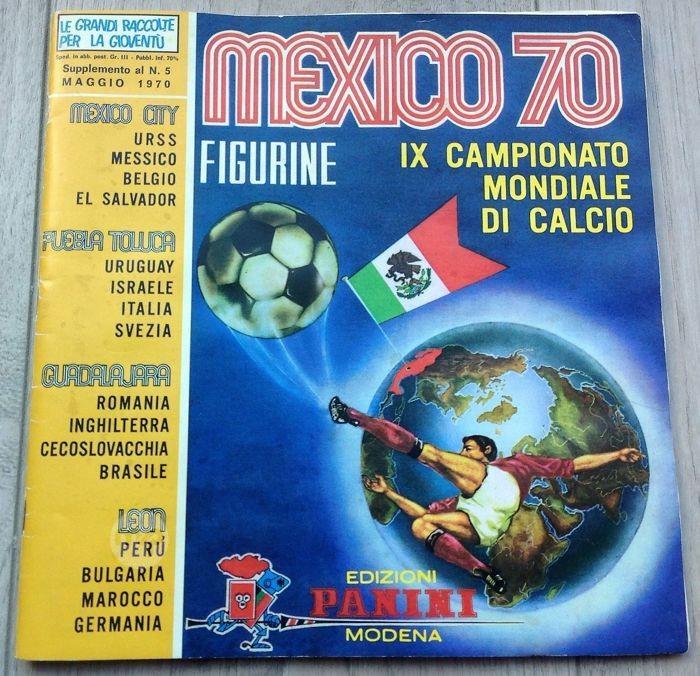 LE GRANDI RACCOLTE
PER LA GIOVENTÙ
Sped. in abb. post. Gr. III - Pubbl. Inf. 70%
Supplemento al N. 5
MAGGIO 1970
MEXICO CITY
URSS
MESSICO
BELGIO
EL SALVADOR
PUEBLA TOLUCA
URUGUAY
ISRAELE
ITALIA
SVEZIA
GUADALAJARA
ROMANIA
INGHILTERRA
CECOSLOVACCHIA
BRASILE
LEON
PERÚ
BULGARIA
MAROCCO
GERMANIA
MEXICO 70
FIGURINE
IX CAMPIONATO
MONDIALE
DI CALCIO
EDIZIONI
PANINI
MODENA